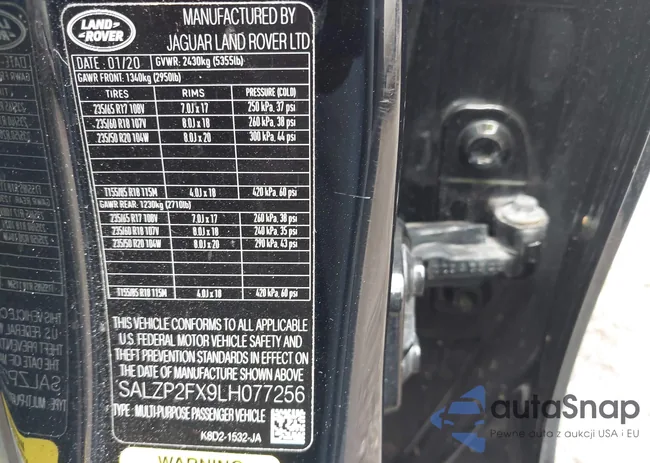 LAND ROVER
MANUFACTURED BY
JAGUAR LAND ROVER LTD
DATE : 01/20 GVWR: 2430kg (5355lb)
GAWR FRONT: 1340kg (2950lb)
TIRES RIMS PRESSURE (COLD)
235/65 R17 108V 7.0J x 17 250 kPa, 37 psi
235/60 R18 107V 8.0J x 18 260 kPa, 38 psi
235/50 R20 104W 8.0J x 20 300 kPa, 44 psi
T155/85 R18 115M 4.0J x 18 420 kPa, 60 psi
GAWR REAR: 1230kg (2710lb)
235/65 R17 108V 7.0J x 17 260 kPa, 38 psi
235/60 R18 107V 8.0J x 18 240 kPa, 35 psi
235/50 R20 104W 8.0J x 20 290 kPa, 43 psi
T155/85 R18 115M 4.0J x 18 420 kPa, 60 psi
THIS VEHICLE CONFORMS TO ALL APPLICABLE
U.S. FEDERAL MOTOR VEHICLE SAFETY AND
THEFT PREVENTION STANDARDS IN EFFECT ON
THE DATE OF MANUFACTURE SHOWN ABOVE
SALZP2FX9LH077256
TYPE: MULTI-PURPOSE PASSENGER VEHICLE
K8D2-1532-JA
WARNING
autoSnap
Pewne auta z aukcji USA i EU